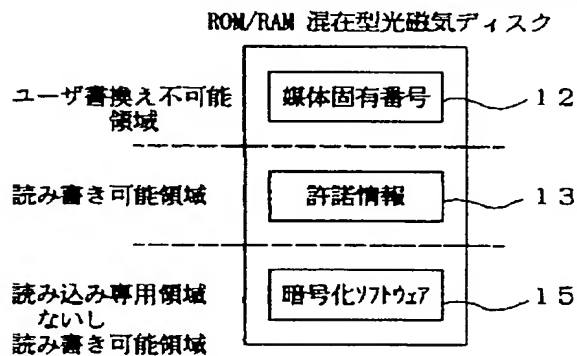 ROM/RAM 混在型光磁気ディスク
ユーザ書換え不可能
領域
媒体固有番号
12
読み書き可能領域
許諾情報
13
読み込み専用領域
ないし
読み書き可能領域
暗号化ソフトウェア
15